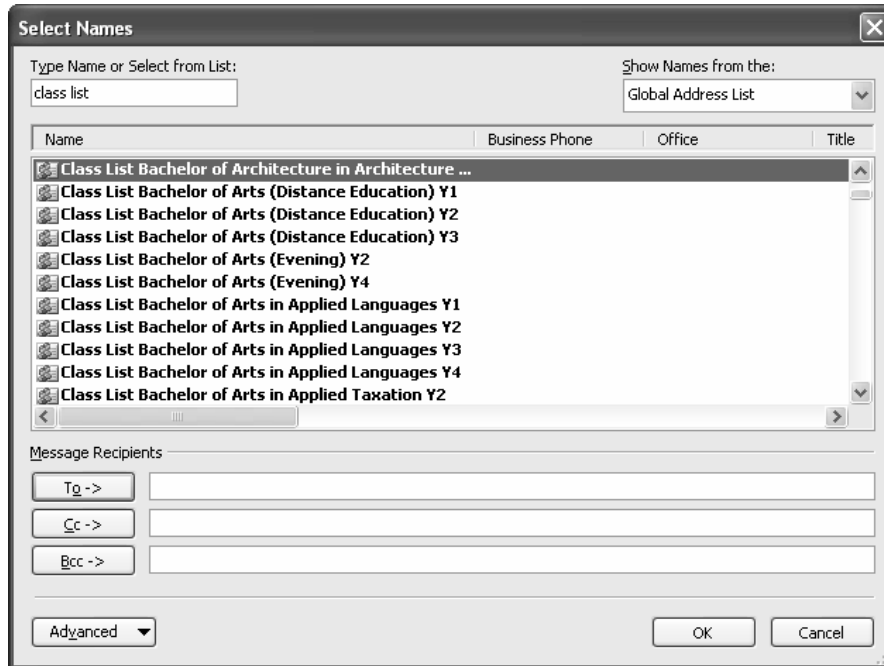 Select Names
Type Name or Select from List:
Show Names from the:
class list
Global Address List
Name Business Phone Office Title
Class List Bachelor of Architecture in Architecture ...
Class List Bachelor of Arts (Distance Education) Y1
Class List Bachelor of Arts (Distance Education) Y2
Class List Bachelor of Arts (Distance Education) Y3
Class List Bachelor of Arts (Evening) Y2
Class List Bachelor of Arts (Evening) Y4
Class List Bachelor of Arts in Applied Languages Y1
Class List Bachelor of Arts in Applied Languages Y2
Class List Bachelor of Arts in Applied Languages Y3
Class List Bachelor of Arts in Applied Languages Y4
Class List Bachelor of Arts in Applied Taxation Y2
Message Recipients
To ->
Cc ->
Bcc ->
Advanced OK Cancel